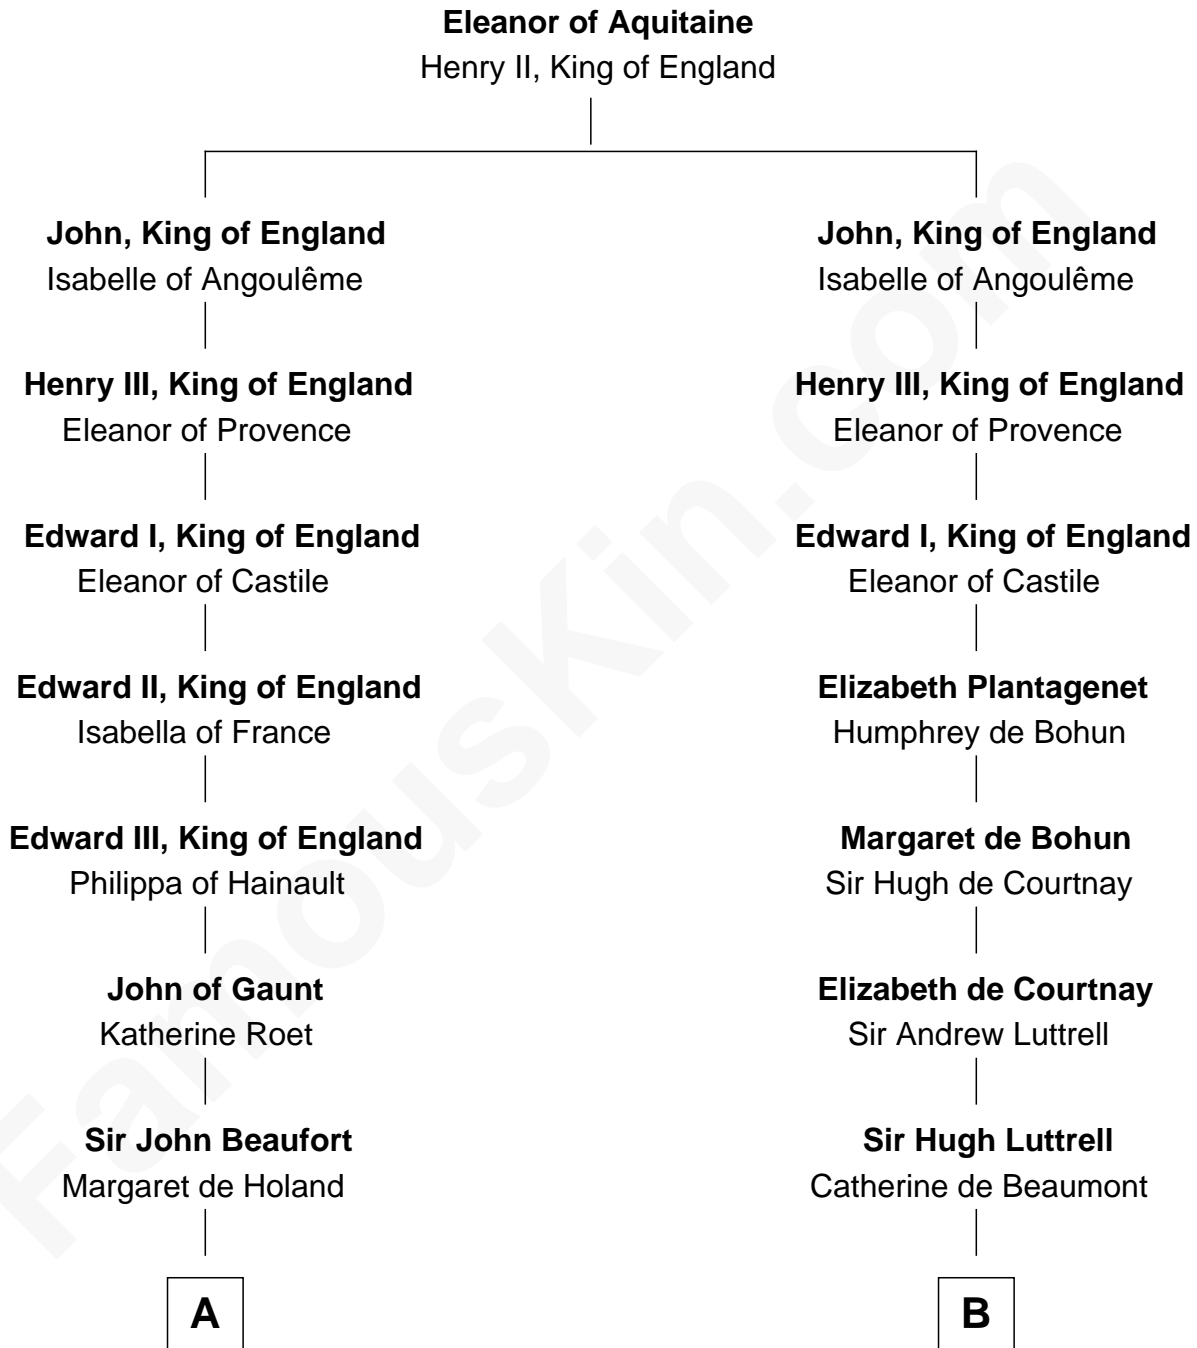 Eleanor of Aquitaine
Henry II, King of England
John, King of England
Isabelle of Angoulême
John, King of England
Isabelle of Angoulême
Henry III, King of England
Eleanor of Provence
Henry III, King of England
Eleanor of Provence
Edward I, King of England
Eleanor of Castile
Edward I, King of England
Eleanor of Castile
Edward II, King of England
Isabella of France
Elizabeth Plantagenet
Humphrey de Bohun
Edward III, King of England
Philippa of Hainault
Margaret de Bohun
Sir Hugh de Courtnay
John of Gaunt
Katherine Roet
Elizabeth de Courtnay
Sir Andrew Luttrell
Sir John Beaufort
Margaret de Holand
Sir Hugh Luttrell
Catherine de Beaumont
A
B
FamousKin.com